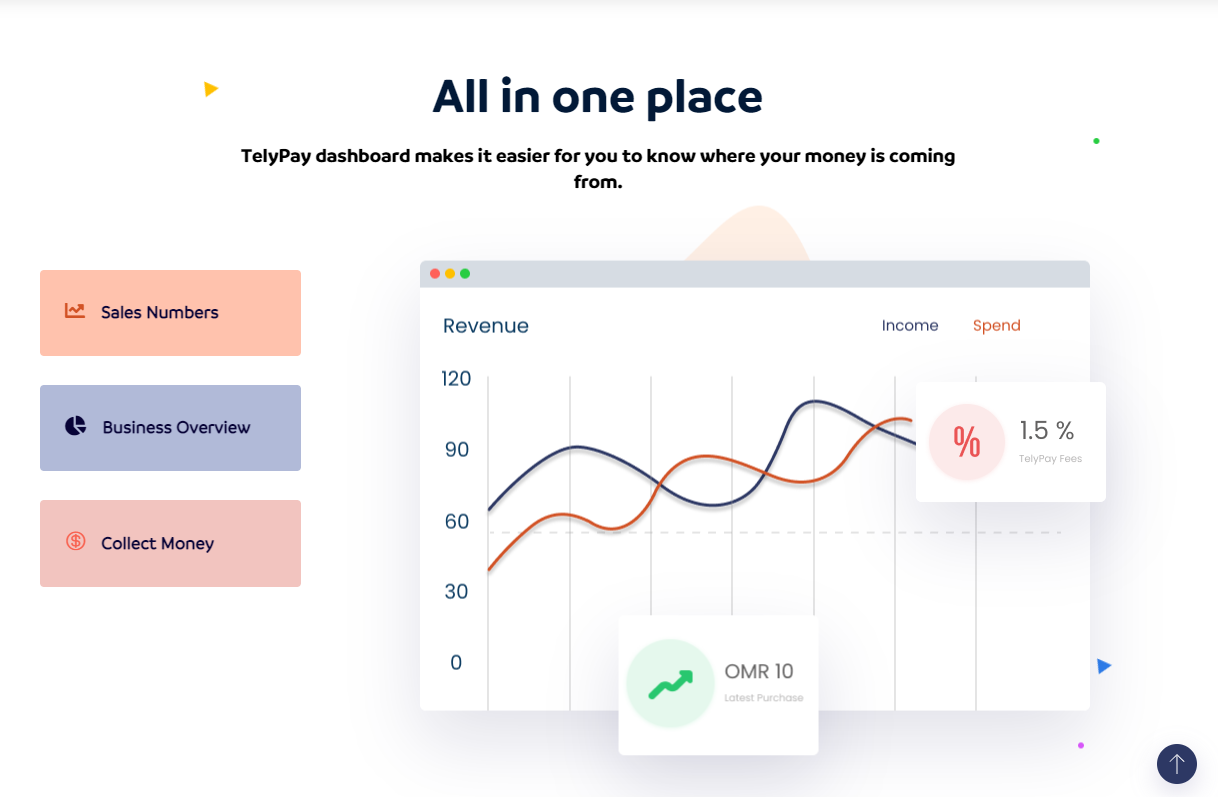 All in one place
TelyPay dashboard makes it easier for you to know where your money is coming
from.
Sales Numbers
Business Overview
Collect Money
Revenue
Income
Spend
120
90
60
30
0
%
1.5 %
TelyPay Fees
OMR 10
Latest Purchase